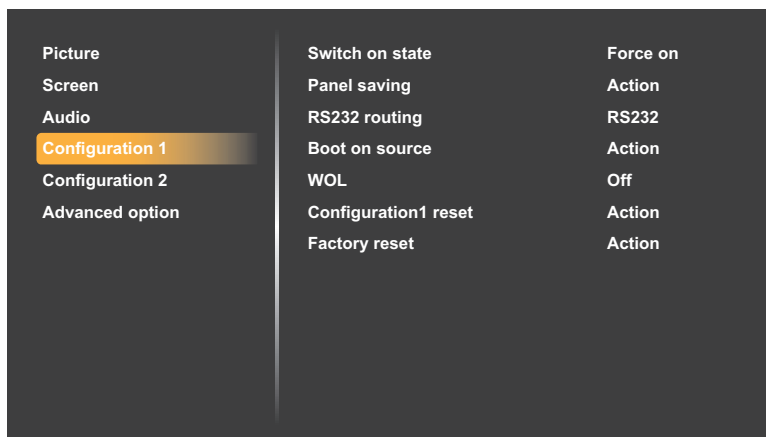 Picture
Screen
Audio
Configuration 1
Configuration 2
Advanced option
Switch on state Force on
Panel saving Action
RS232 routing RS232
Boot on source Action
WOL Off
Configuration1 reset Action
Factory reset Action